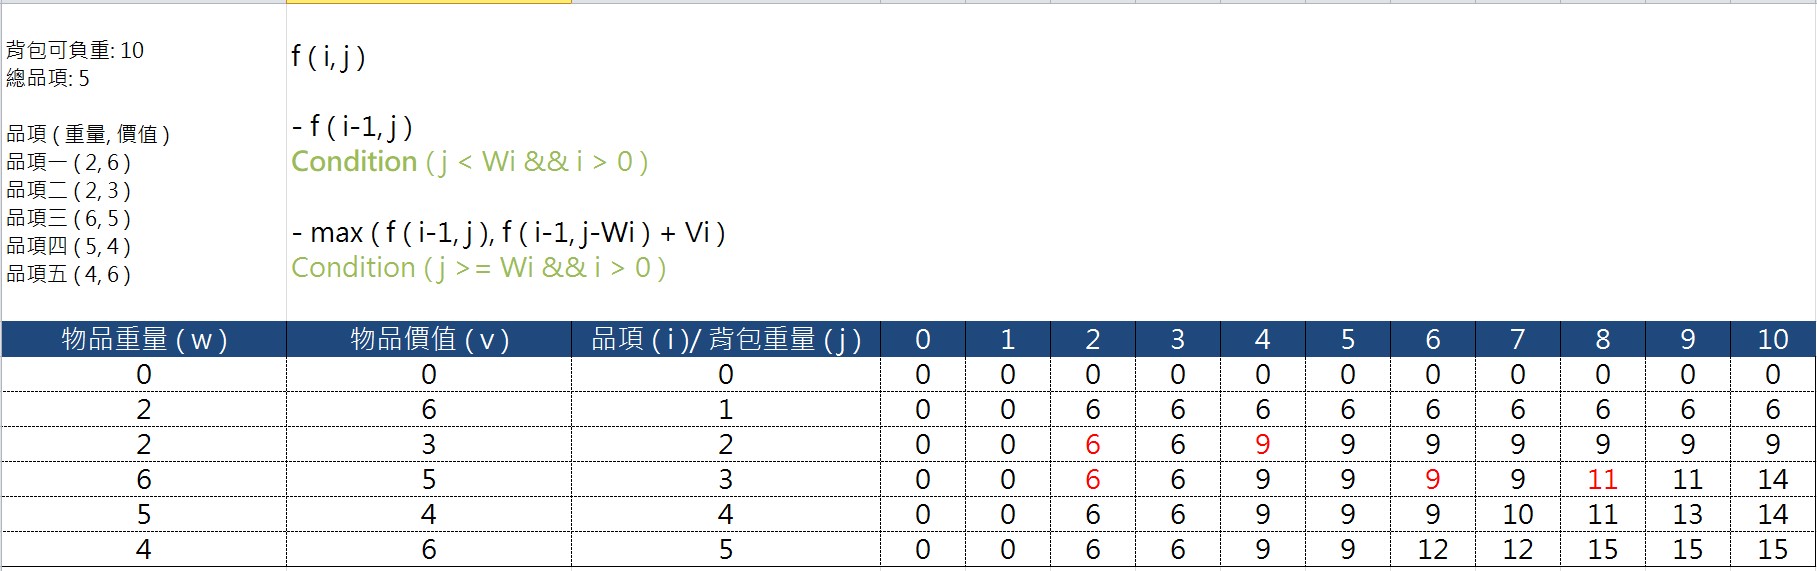 背包可負重: 10
總品項: 5
品項 ( 重量, 價值 )
品項一 ( 2, 6 )
品項二 ( 2, 3 )
品項三 ( 6, 5 )
品項四 ( 5, 4 )
品項五 ( 4, 6 )
f ( i, j )
- f ( i-1, j )
Condition ( j < Wi && i > 0 )
- max ( f ( i-1, j ), f ( i-1, j-Wi ) + Vi )
Condition ( j >= Wi && i > 0 )
物品重量 ( w ) 物品價值 ( v ) 品項 ( i )/ 背包重量 ( j ) 0 1 2 3 4 5 6 7 8 9 10
0 0 0 0 0 0 0 0 0 0 0 0 0 0
2 6 1 0 0 6 6 6 6 6 6 6 6 6
2 3 2 0 0 6 6 9 9 9 9 9 9 9
6 5 3 0 0 6 6 9 9 9 9 11 11 14
5 4 4 0 0 6 6 9 9 9 10 11 13 14
4 6 5 0 0 6 6 9 9 12 12 15 15 15